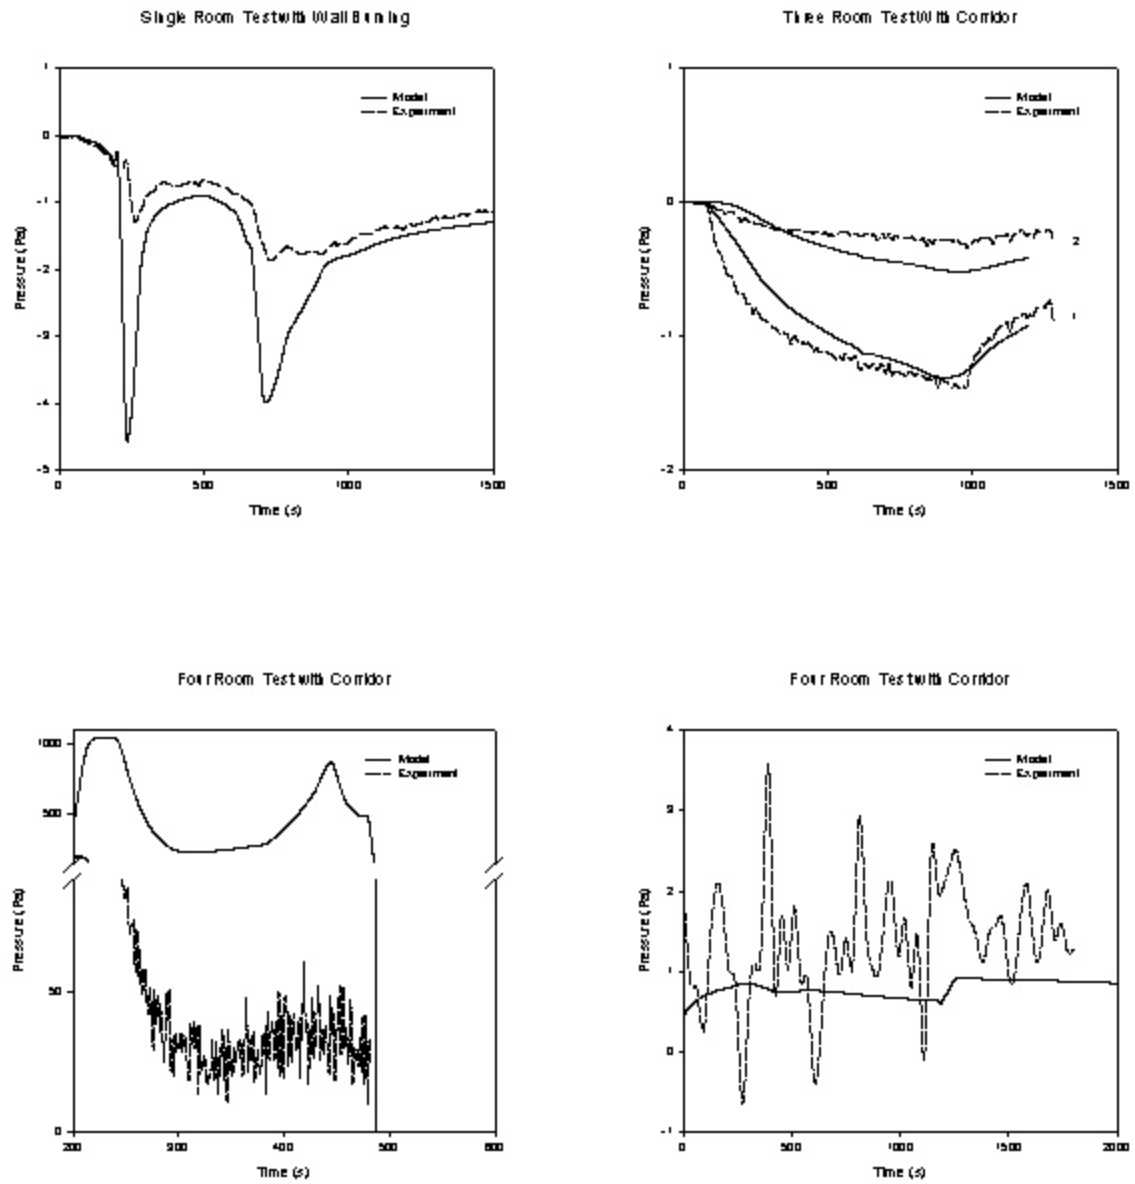 Single Room Test with Wall Burning
Three Room Test With Corridor
1
0
-1
-2
-3
-4
-5
Pressure (Pa)
Model
Experiment
0
500
1000
1500
Time (s)
1
0
-1
-2
Pressure (Pa)
Model
Experiment
2
1
0
500
1000
1500
Time (s)
Four Room Test with Corridor
Four Room Test with Corridor
1000
500
50
0
Pressure (Pa)
Model
Experiment
200
300
400
500
600
Time (s)
4
3
2
1
0
-1
Pressure (Pa)
Model
Experiment
0
500
1000
1500
2000
Time (s)